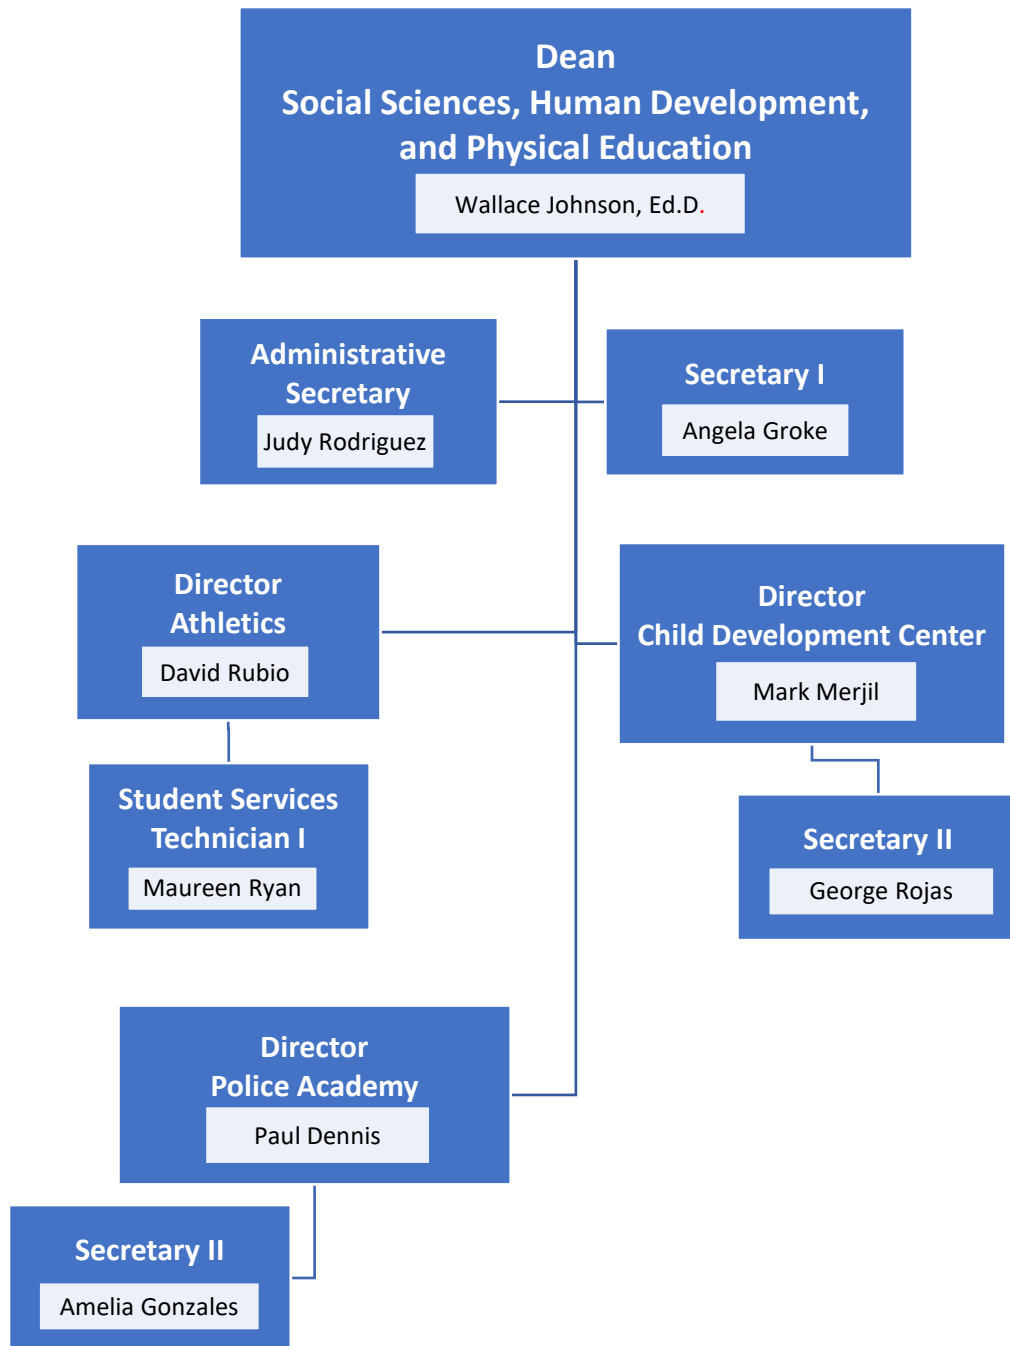 Dean
Social Sciences, Human Development,
and Physical Education
Wallace Johnson, Ed.D.
Administrative
Secretary
Judy Rodriguez
Secretary I
Angela Groke
Director
Athletics
David Rubio
Director
Child Development Center
Mark Merjil
Student Services
Technician I
Maureen Ryan
Secretary II
George Rojas
Director
Police Academy
Paul Dennis
Secretary II
Amelia Gonzales